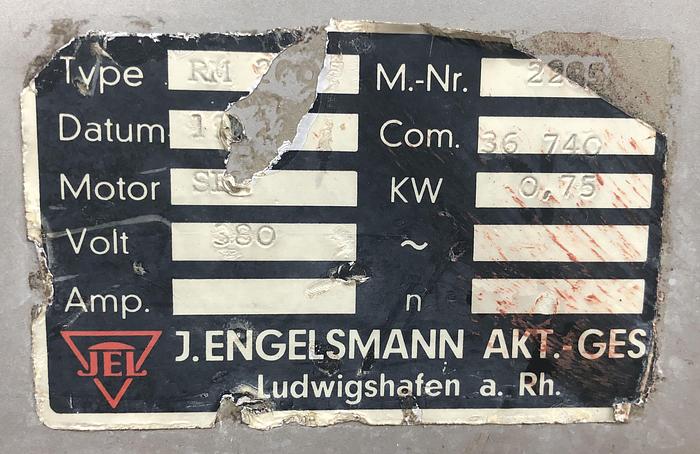 Type RM M.-Nr.
Datum Com. 36 740
Motor KW 0,75
Volt 380 ~
Amp. n
JEL J. ENGELSMANN AKT.-GES
Ludwigshafen a. Rh.